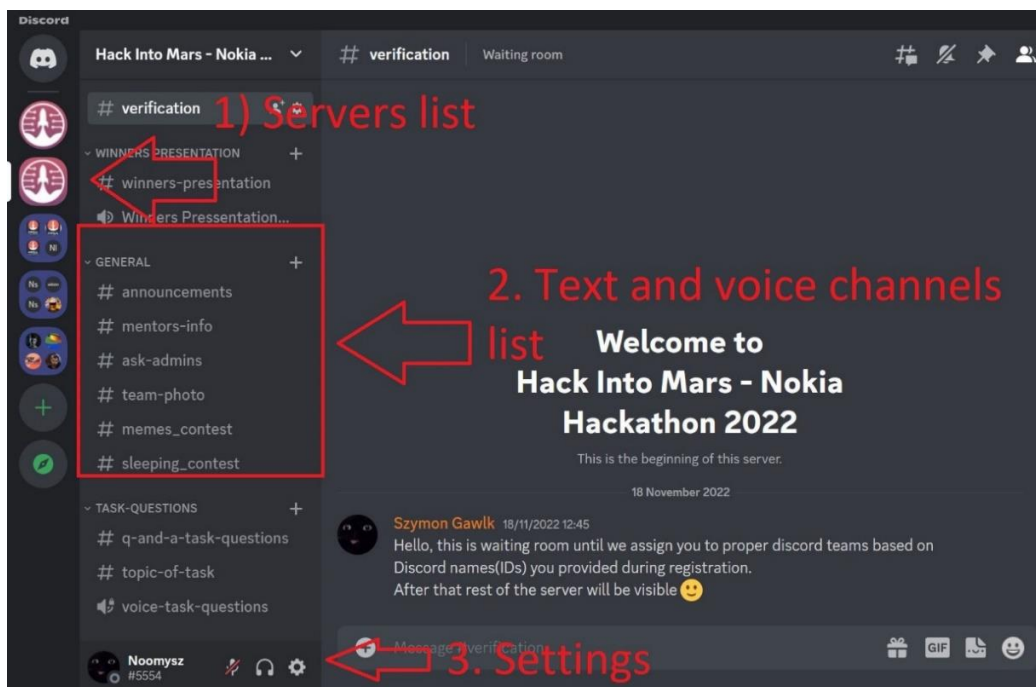 Discord
Hack Into Mars - Nokia ...
# verification
1) Servers list
WINNERS PRESENTATION
# winners-presentation
Winners Pressentation...
GENERAL
# announcements
# mentors-info
# ask-admins
# team-photo
# memes_contest
# sleeping_contest
TASK-QUESTIONS
# q-and-a-task-questions
# topic-of-task
voice-task-questions
Noomysz
#5554
NI
Ns
Ns
# verification Waiting room
2. Text and voice channels
list
Welcome to
Hack Into Mars - Nokia
Hackathon 2022
This is the beginning of this server.
18 November 2022
Szymon Gawlk 18/11/2022 12:45
Hello, this is waiting room until we assign you to proper discord teams based on
Discord names(IDs) you provided during registration.
After that rest of the server will be visible 🙂
Message #verification
GIF
3. Settings